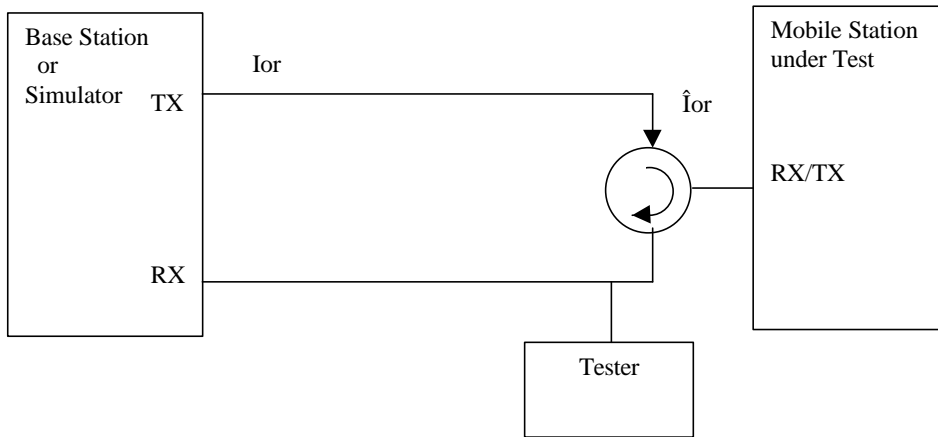 Base Station
or
Simulator
TX
RX
Ior
Îor
Mobile Station
under Test
RX/TX
Tester